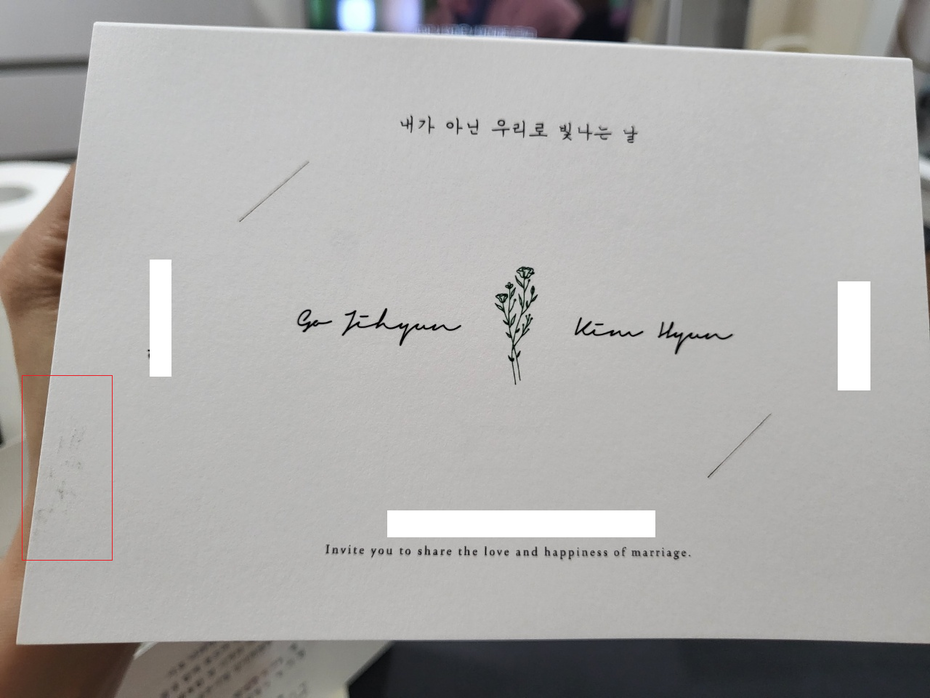 내가 아닌 우리로 빛나는 날
Go Jihyun
Kim Hyun
Invite you to share the love and happiness of marriage.